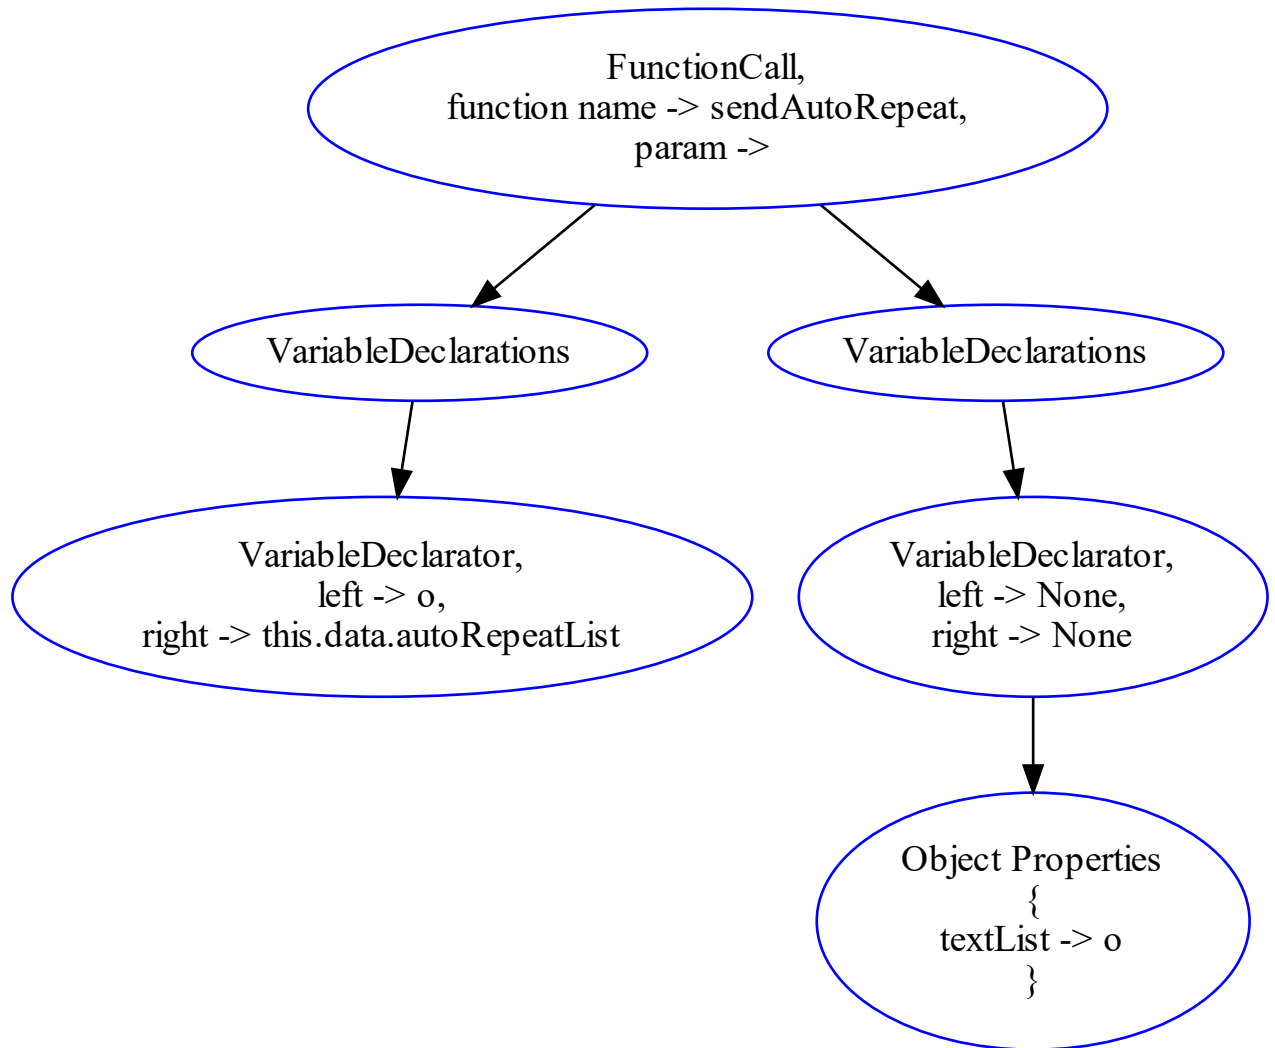 FunctionCall,
function name -> sendAutoRepeat,
param ->
VariableDeclarations
VariableDeclarations
VariableDeclarator,
left -> o,
right -> this.data.autoRepeatList
VariableDeclarator,
left -> None,
right -> None
Object Properties
{
textList -> o
}